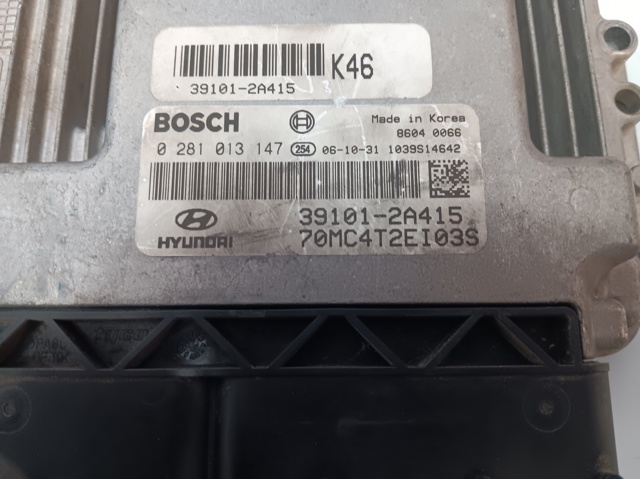 K46
39101-2A415
BOSCH
Made in Korea
8604 0066
0 281 013 147 254 06-10-31 1039S14642
39101-2A415
HYUNDAI
70MC4T2EI03S